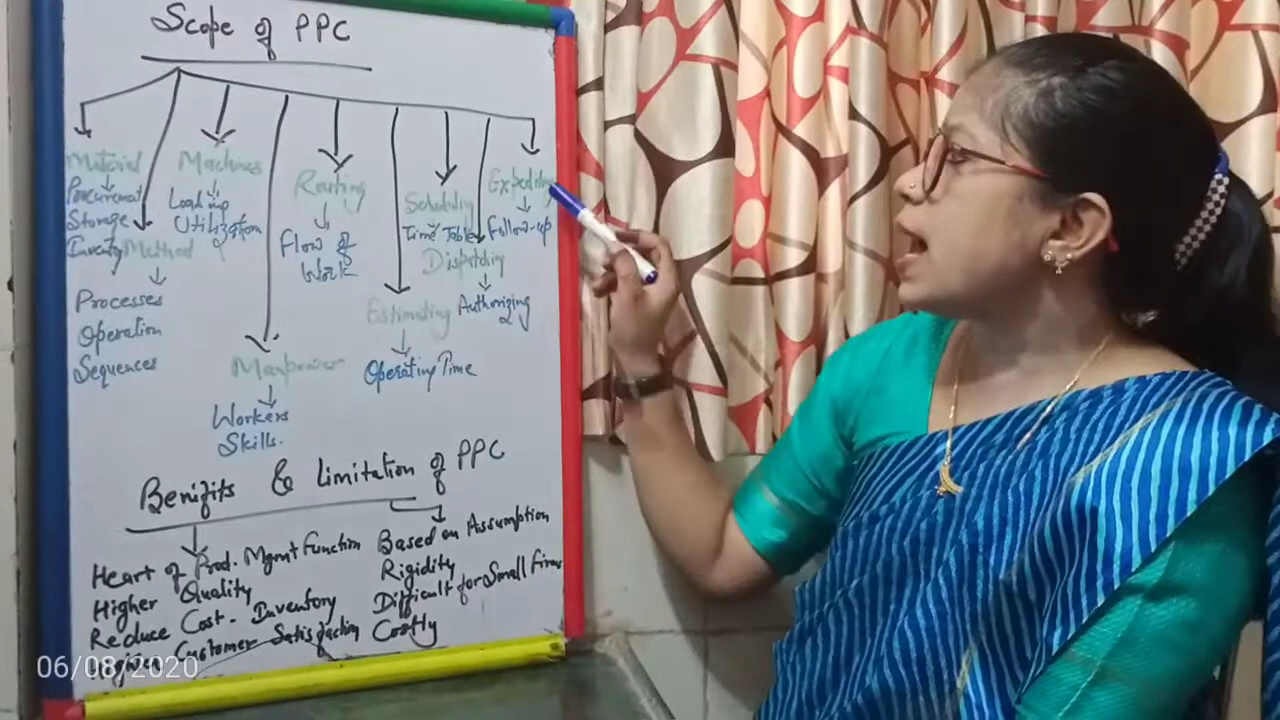 Scope of PPC
Material
Procurement
Storage
Inventry
Method
Processes
Operation
Sequences
Machines
Loading
Utilization
Manpower
Workers
Skills.
Routing
Flow of
Work
Estimating
Operating Time
Scheduling
Time Table
Dispatching
Authorizing
Expediting
Follow-up
Benifits & Limitation of PPC
Heart of Prod. Mgmt Function
Higher Quality
Reduce Cost - Inventory
Higher Customer Satisfaction
Based on Assumption
Rigidity
Difficult for Small Firms
Costly
06/08/2020